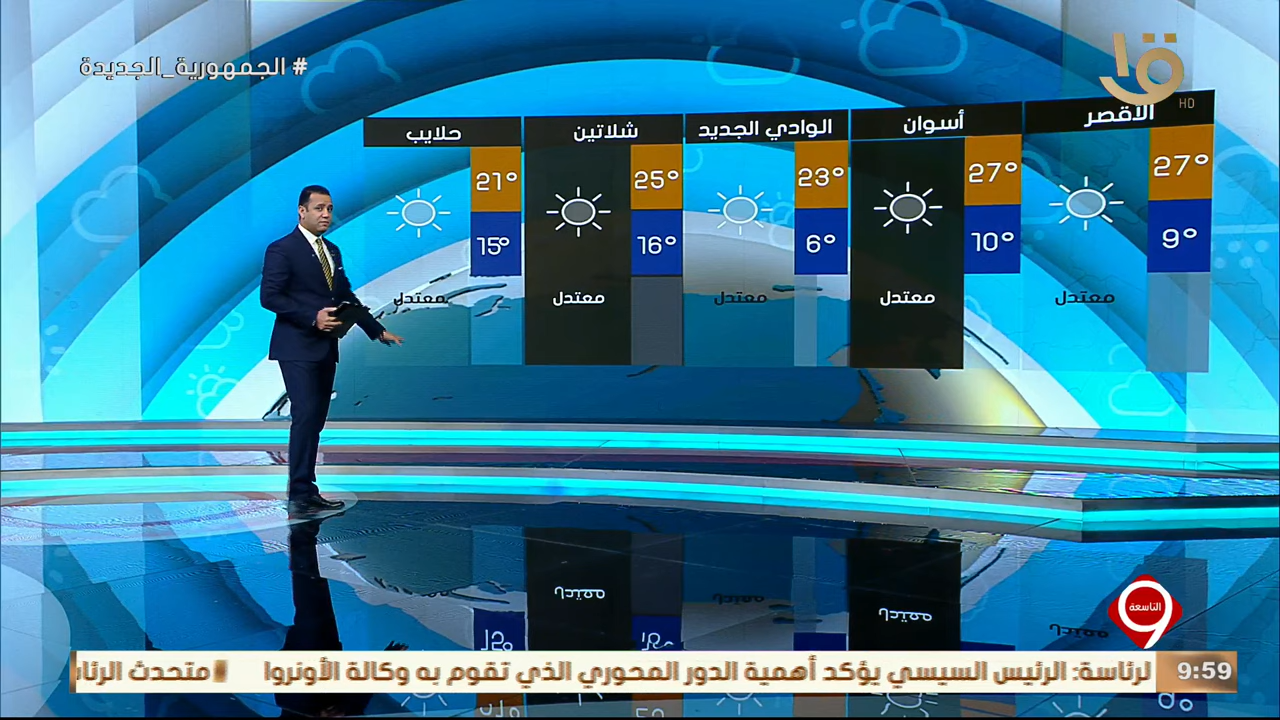 # الجمهورية_الجديدة
HD
الأقصر
27°
9°
معتدل
أسوان
27°
10°
معتدل
الوادي الجديد
23°
6°
معتدل
شلاتين
25°
16°
معتدل
حلايب
21°
15°
معتدل
التاسعة
9
9:59
لرئاسة: الرئيس السيسي يؤكد أهمية الدور المحوري الذي تقوم به وكالة الأونروا # متحدث الرئا